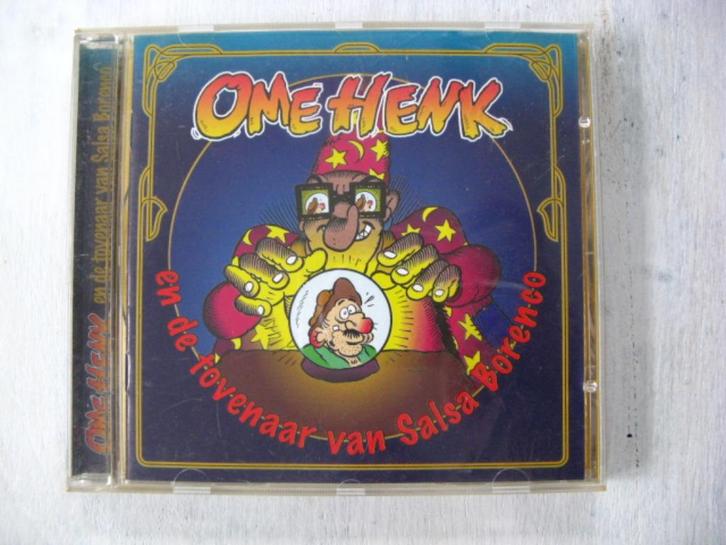 OME HENK
en de tovenaar van Salsa Borenco
OME HENK en de tovenaar van Salsa Borenco